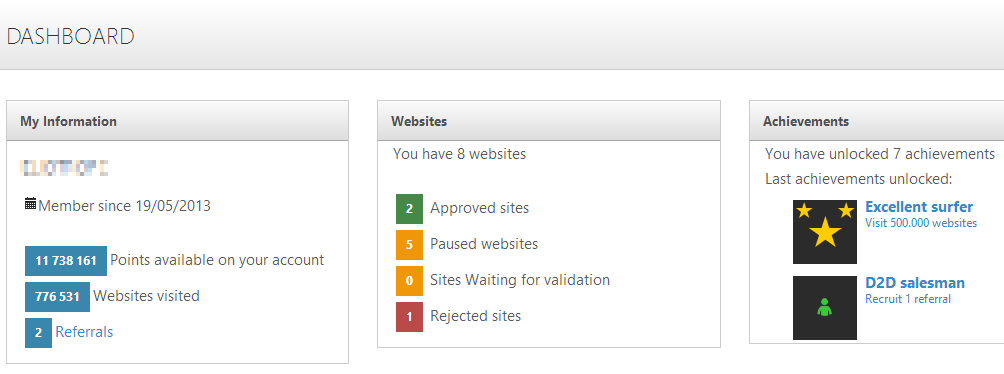 DASHBOARD
My Information
Member since 19/05/2013
11 738 161 Points available on your account
776 531 Websites visited
2 Referrals
Websites
You have 8 websites
2 Approved sites
5 Paused websites
0 Sites Waiting for validation
1 Rejected sites
Achievements
You have unlocked 7 achievements
Last achievements unlocked:
Excellent surfer
Visit 500.000 websites
D2D salesman
Recruit 1 referral